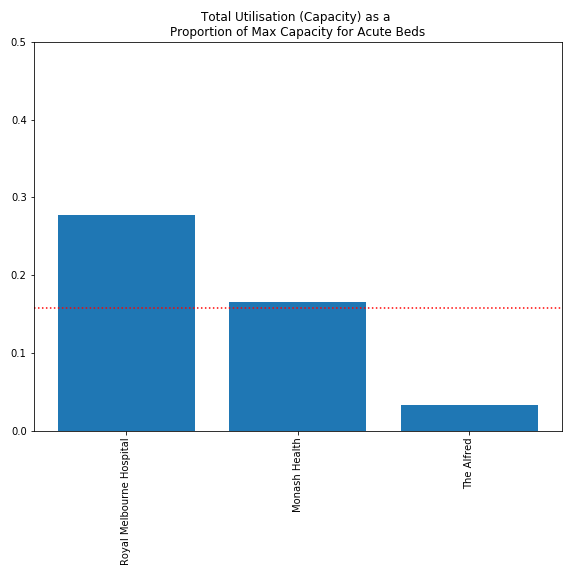 Total Utilisation (Capacity) as a
Proportion of Max Capacity for Acute Beds
0.5
0.4
0.3
0.2
0.1
0.0
Royal Melbourne Hospital
Monash Health
The Alfred